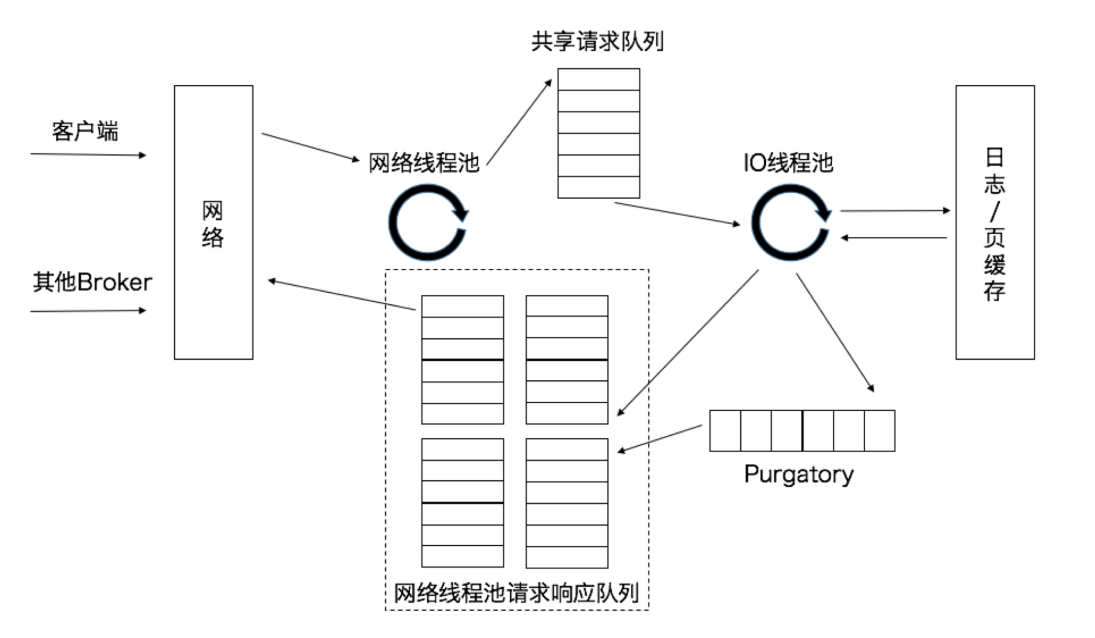 共享请求队列
客户端
网络线程池
IO线程池
网络
日志/页缓存
其他Broker
Purgatory
网络线程池请求响应队列